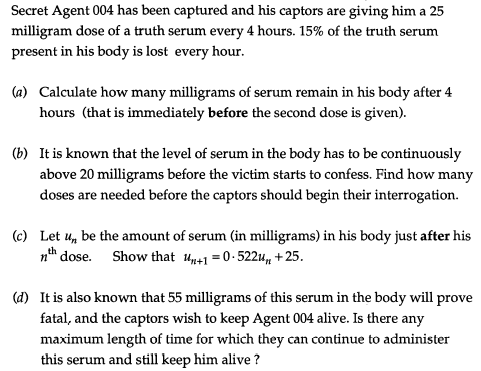 Secret Agent 004 has been captured and his captors are giving him a 25
milligram dose of a truth serum every 4 hours. 15% of the truth serum
present in his body is lost every hour.
(a) Calculate how many milligrams of serum remain in his body after 4
hours (that is immediately before the second dose is given).
(b) It is known that the level of serum in the body has to be continuously
above 20 milligrams before the victim starts to confess. Find how many
doses are needed before the captors should begin their interrogation.
(c) Let uₙ be the amount of serum (in milligrams) in his body just after his
nᵗʰ dose. Show that uₙ₊₁ = 0·522uₙ + 25.
(d) It is also known that 55 milligrams of this serum in the body will prove
fatal, and the captors wish to keep Agent 004 alive. Is there any
maximum length of time for which they can continue to administer
this serum and still keep him alive ?